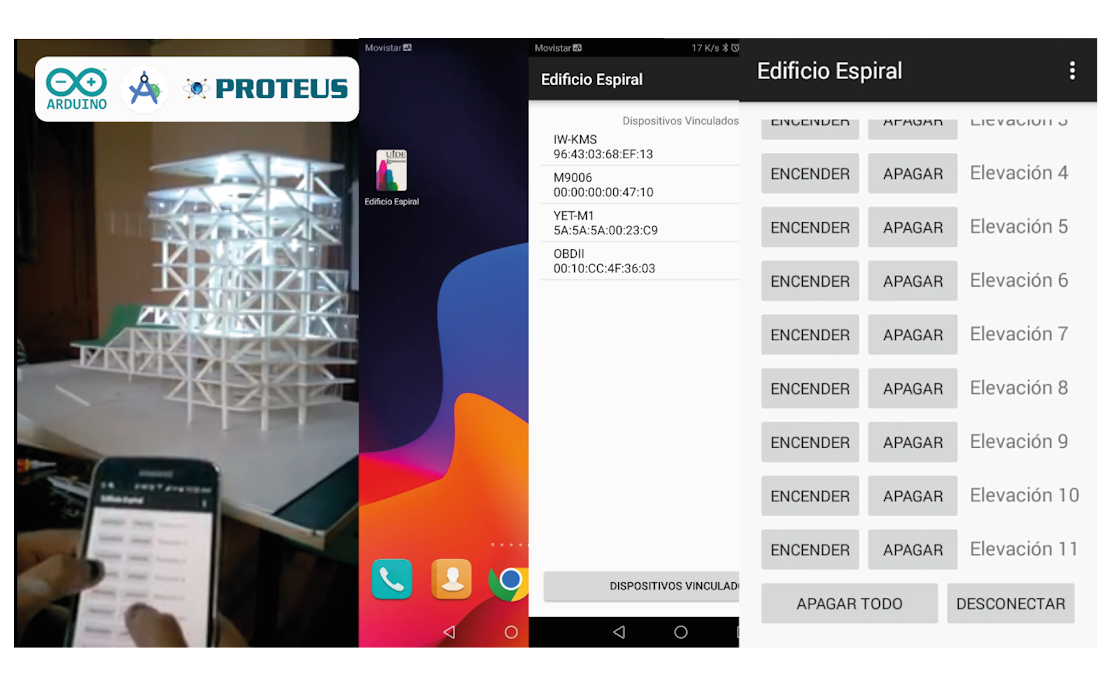 ARDUINO
PROTEUS
Edificio Espiral
Movistar
UIDE
Edificio Espiral
Movistar 17 K/s
Edificio Espiral
Dispositivos Vinculados
IW-KMS
96:43:03:68:EF:13
M9006
00:00:00:00:47:10
YET-M1
5A:5A:5A:00:23:C9
OBDII
00:10:CC:4F:36:03
DISPOSITIVOS VINCULADO
Edificio Espiral
ENCENDER APAGAR Elevación 3
ENCENDER APAGAR Elevación 4
ENCENDER APAGAR Elevación 5
ENCENDER APAGAR Elevación 6
ENCENDER APAGAR Elevación 7
ENCENDER APAGAR Elevación 8
ENCENDER APAGAR Elevación 9
ENCENDER APAGAR Elevación 10
ENCENDER APAGAR Elevación 11
APAGAR TODO DESCONECTAR